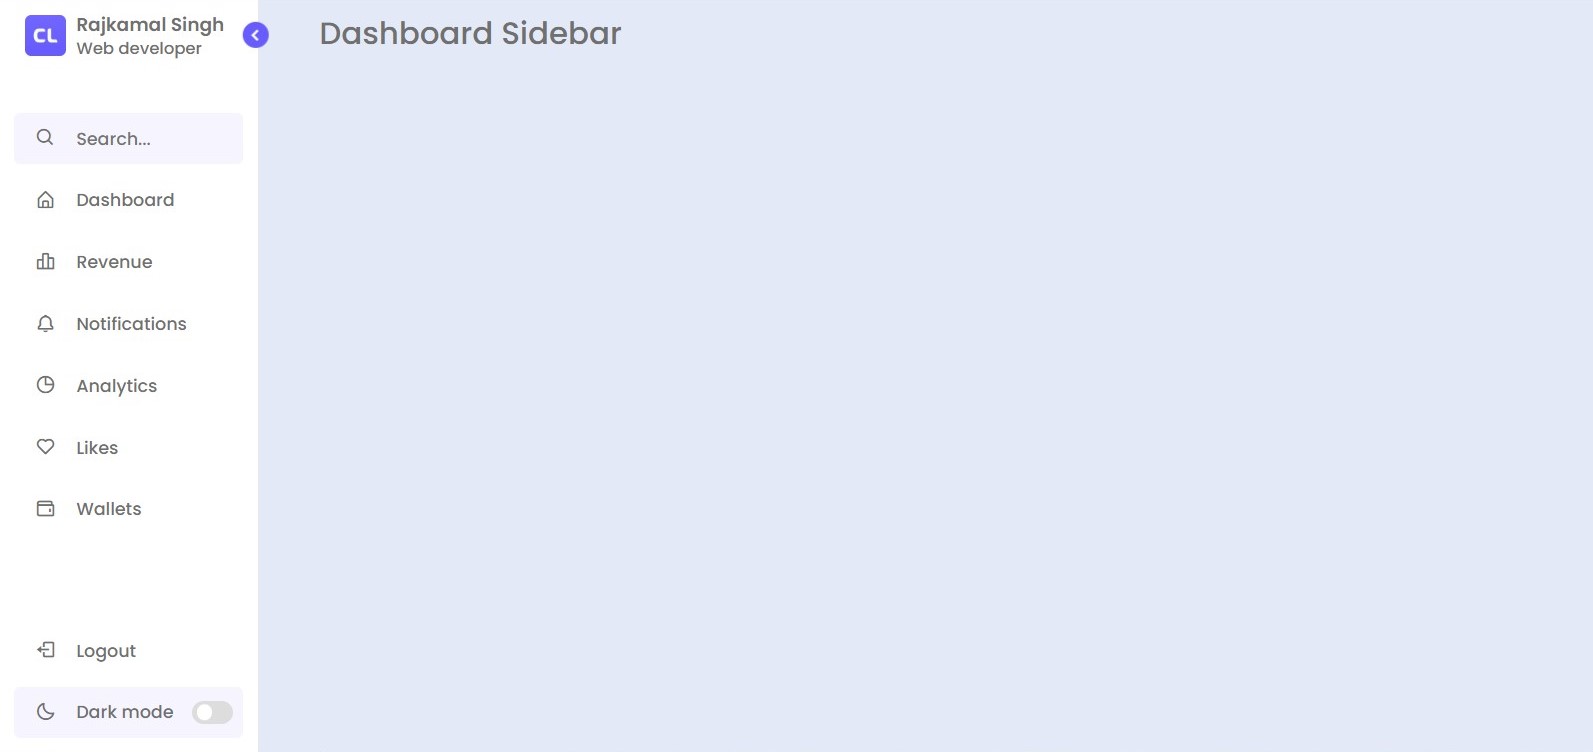 CL
Rajkamal Singh
Web developer
Dashboard Sidebar
Search...
Dashboard
Revenue
Notifications
Analytics
Likes
Wallets
Logout
Dark mode